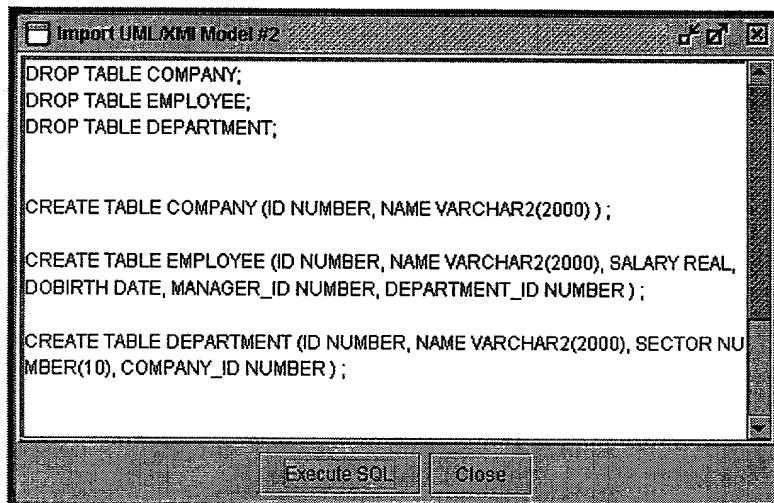 Import UML/XMI Model #2
DROP TABLE COMPANY;
DROP TABLE EMPLOYEE;
DROP TABLE DEPARTMENT;
CREATE TABLE COMPANY (ID NUMBER, NAME VARCHAR2(2000) ) ;
CREATE TABLE EMPLOYEE (ID NUMBER, NAME VARCHAR2(2000), SALARY REAL,
DOBIRTH DATE, MANAGER_ID NUMBER, DEPARTMENT_ID NUMBER ) ;
CREATE TABLE DEPARTMENT (ID NUMBER, NAME VARCHAR2(2000), SECTOR NU
MBER(10), COMPANY_ID NUMBER ) ;
Execute SQL Close